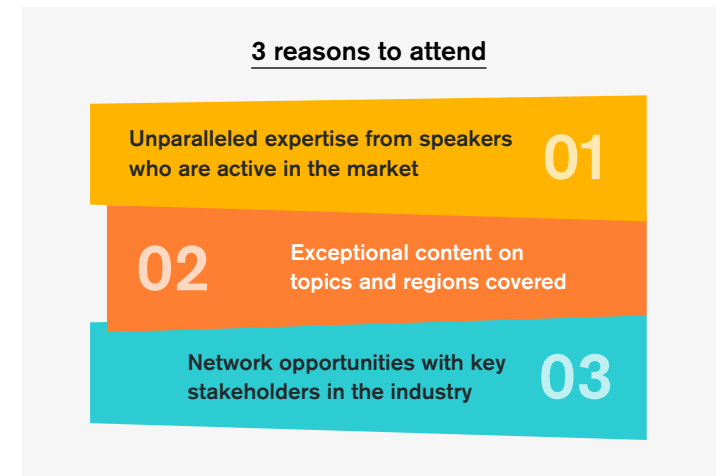 3 reasons to attend
Unparalleled expertise from speakers
who are active in the market
01
02
Exceptional content on
topics and regions covered
Network opportunities with key
stakeholders in the industry
03